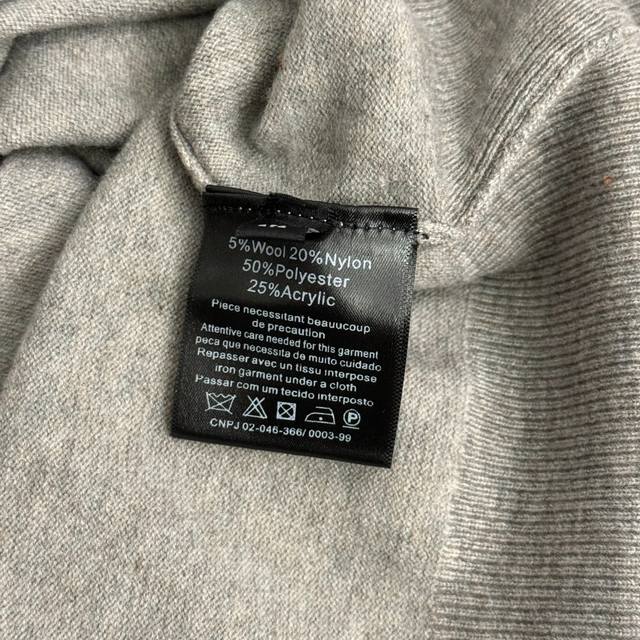 5%Wool 20%Nylon
50%Polyester
25%Acrylic
Piece necessitant beauucoup
de precaution
Attentive care needed for this garment
peca que necessita de muito cuidado
Repasser avec un tissu interpose
iron garment under a cloth
Passar com um tecido interposto
P
CNPJ 02-046-366/ 0003-99